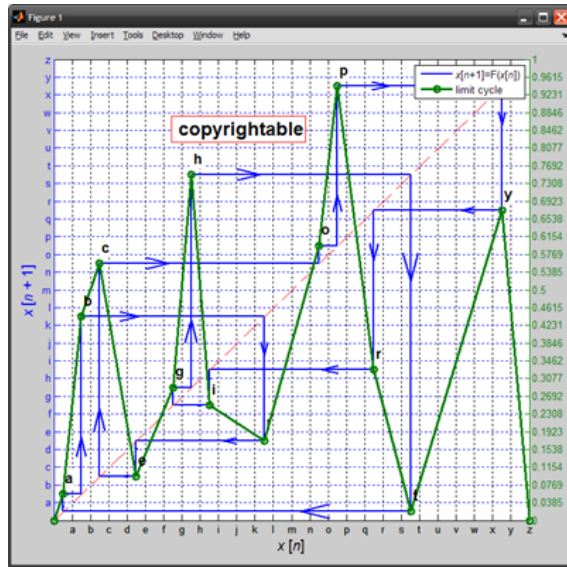 Figure 1
File Edit View Insert Tools Desktop Window Help
z 1
y 0.9615
x 0.9231
w 0.8846
v 0.8462
u 0.8077
t 0.7692
s 0.7308
r 0.6923
q 0.6538
p 0.6154
o 0.5769
n 0.5385
m 0.5
l 0.4615
k 0.4231
j 0.3846
i 0.3462
h 0.3077
g 0.2692
f 0.2308
e 0.1923
d 0.1538
c 0.1154
b 0.0769
a 0.0385
0
x[n+1]=F(x[n])
limit cycle
copyrightable
p
h
y
o
c
b
r
g
i
e
a
t
x [n + 1]
a b c d e f g h i j k l m n o p q r s t u v w x y z
x [n]